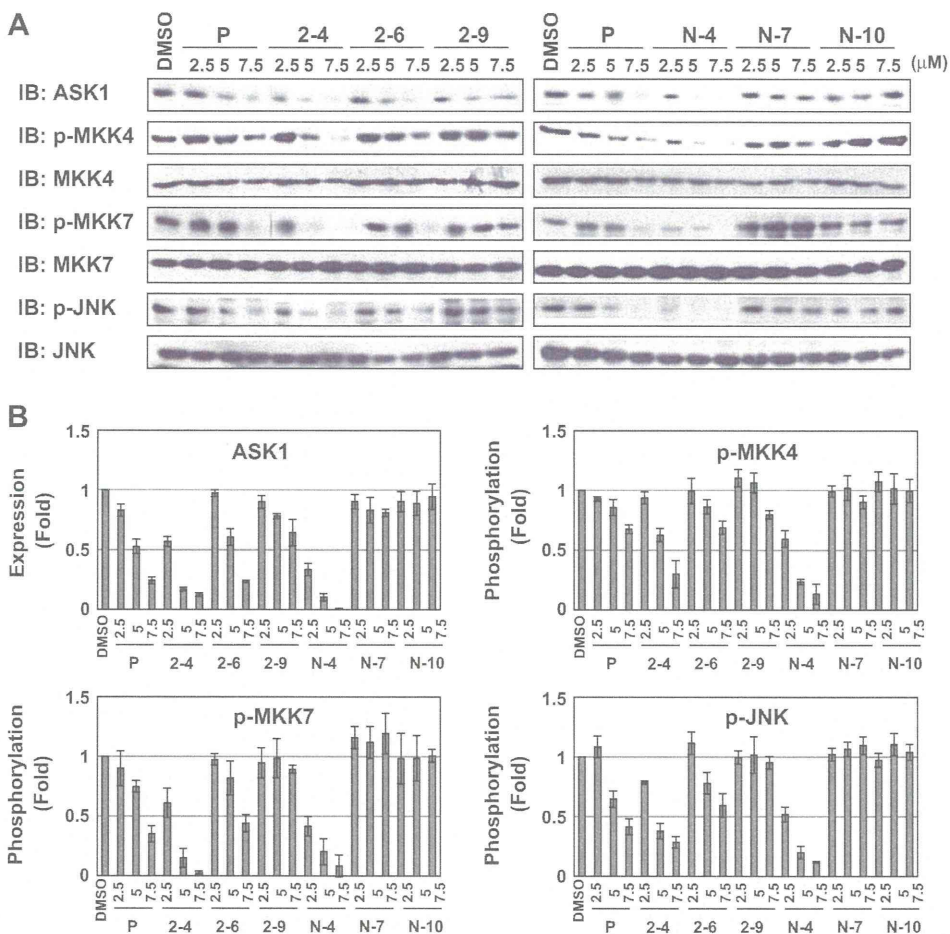 A
DMSO P 2-4 2-6 2-9 DMSO P N-4 N-7 N-10
2.5 5 7.5 2.5 5 7.5 2.5 5 7.5 2.5 5 7.5 2.5 5 7.5 2.5 5 7.5 2.5 5 7.5 2.5 5 7.5 (μM)
IB: ASK1
IB: p-MKK4
IB: MKK4
IB: p-MKK7
IB: MKK7
IB: p-JNK
IB: JNK
B
ASK1
Expression
(Fold)
1.5
1
0.5
0
DMSO 2.5 5 7.5 2.5 5 7.5 2.5 5 7.5 2.5 5 7.5 2.5 5 7.5 2.5 5 7.5 2.5 5 7.5
P 2-4 2-6 2-9 N-4 N-7 N-10
p-MKK4
Phosphorylation
(Fold)
1.5
1
0.5
0
DMSO 2.5 5 7.5 2.5 5 7.5 2.5 5 7.5 2.5 5 7.5 2.5 5 7.5 2.5 5 7.5 2.5 5 7.5
P 2-4 2-6 2-9 N-4 N-7 N-10
p-MKK7
Phosphorylation
(Fold)
1.5
1
0.5
0
DMSO 2.5 5 7.5 2.5 5 7.5 2.5 5 7.5 2.5 5 7.5 2.5 5 7.5 2.5 5 7.5 2.5 5 7.5
P 2-4 2-6 2-9 N-4 N-7 N-10
p-JNK
Phosphorylation
(Fold)
1.5
1
0.5
0
DMSO 2.5 5 7.5 2.5 5 7.5 2.5 5 7.5 2.5 5 7.5 2.5 5 7.5 2.5 5 7.5 2.5 5 7.5
P 2-4 2-6 2-9 N-4 N-7 N-10